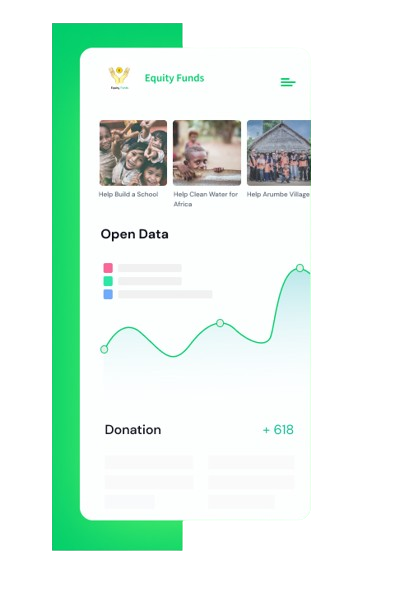 Equity Funds
Equity Funds
Help Build a School
Help Clean Water for
Africa
Help Arumbe Village
Open Data
Donation
+ 618